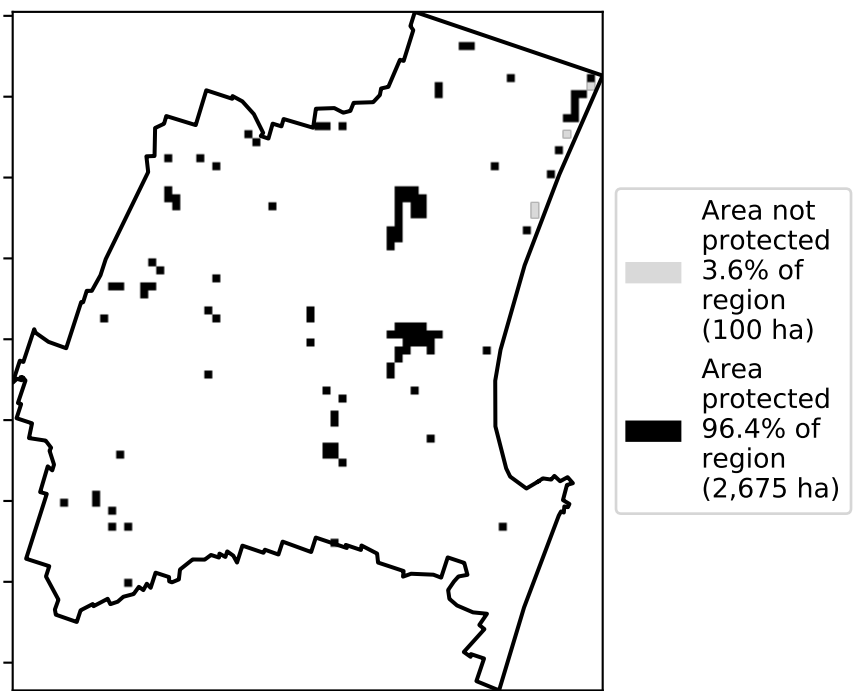 Area not
protected
3.6% of
region
(100 ha)
Area
protected
96.4% of
region
(2,675 ha)